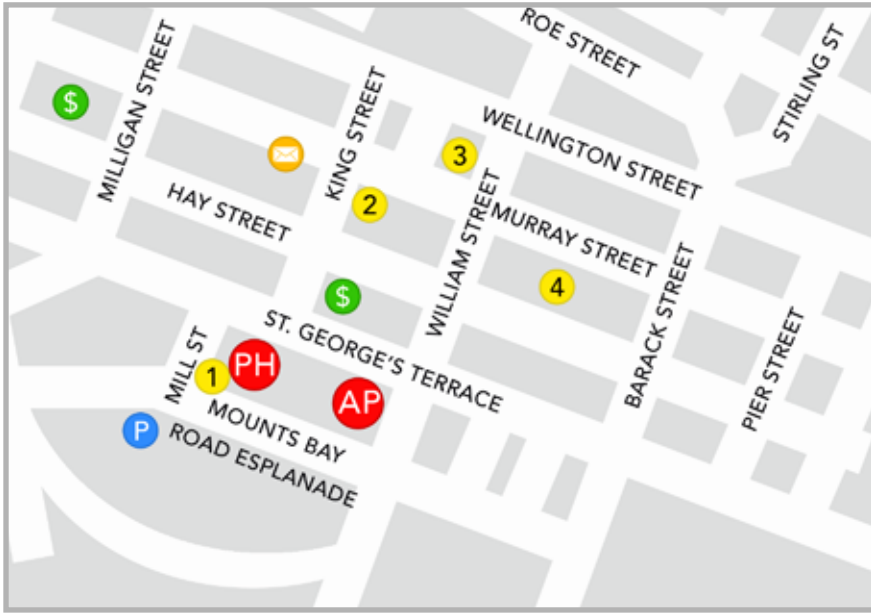 ROE STREET
STIRLING ST
MILLIGAN STREET
$
KING STREET
WELLINGTON STREET
3
2
HAY STREET
WILLIAM STREET
MURRAY STREET
4
BARACK STREET
$
ST. GEORGE'S TERRACE
PIER STREET
MILL ST
1
PH
AP
MOUNTS BAY
ROAD ESPLANADE
P